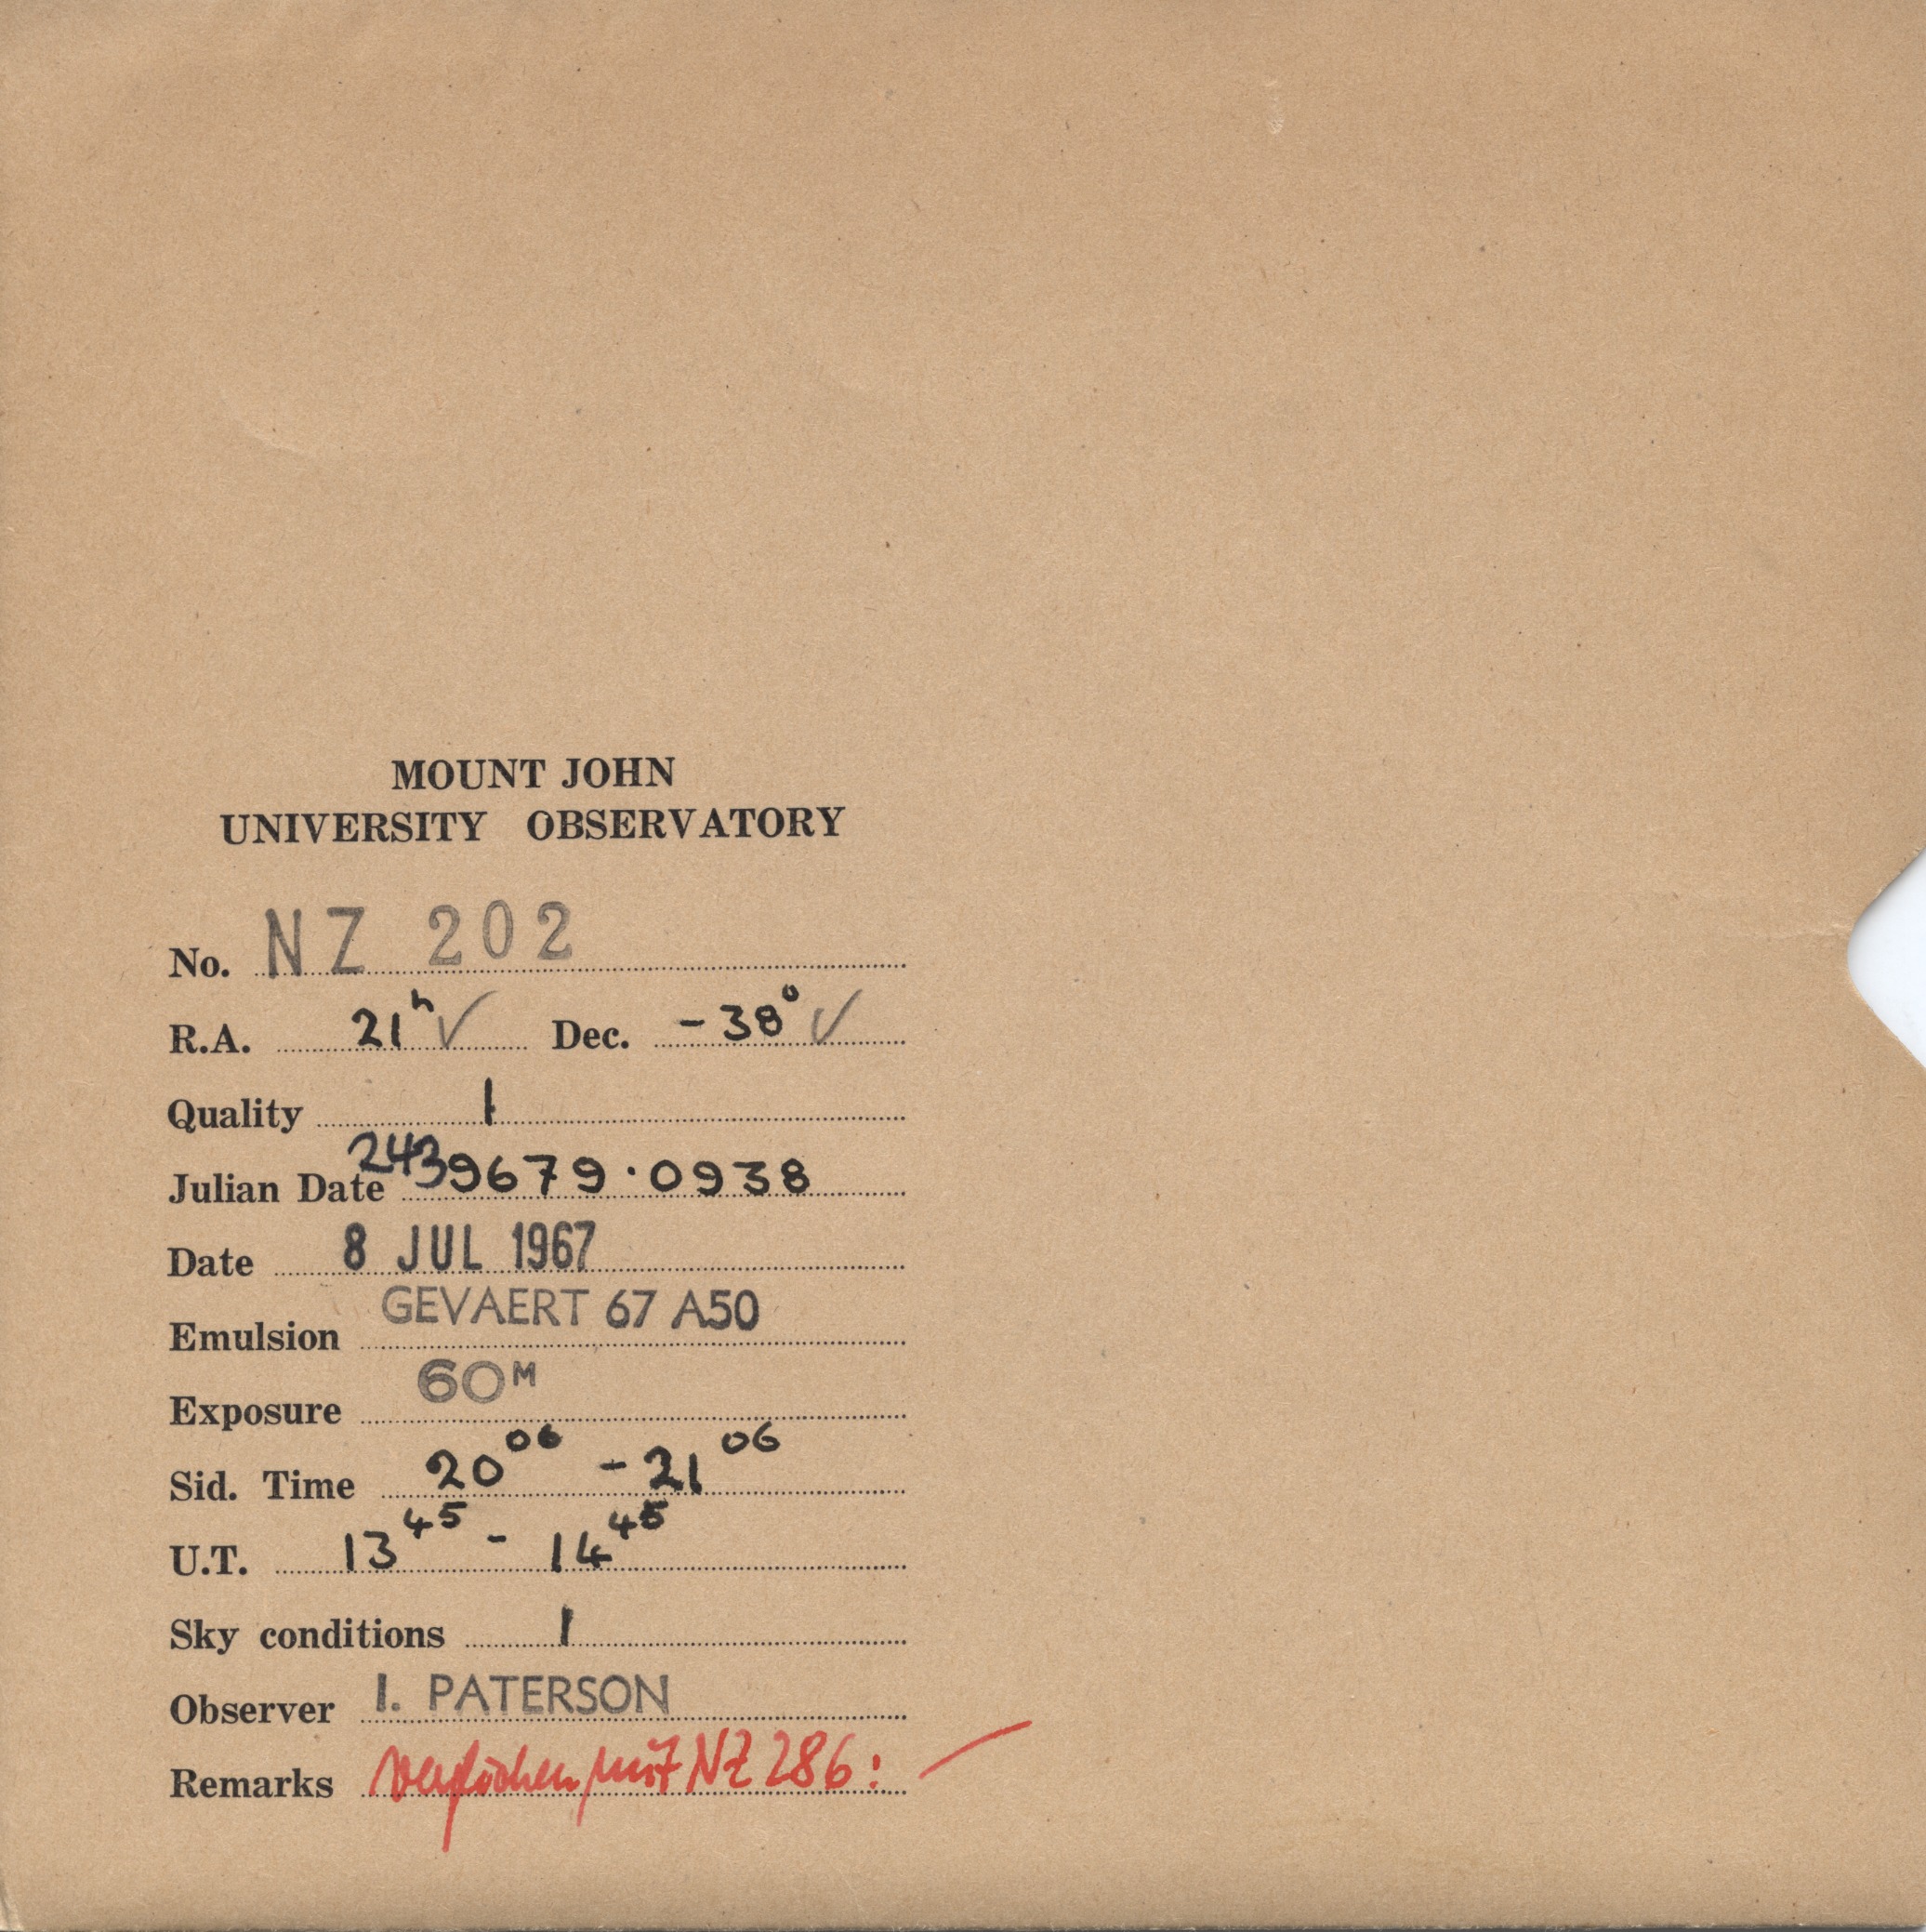 MOUNT JOHN
UNIVERSITY OBSERVATORY
No. NZ 202
R.A. 21h ✓ Dec. -38° ✓
Quality 1
Julian Date 2439679·0938
Date 8 JUL 1967
Emulsion GEVAERT 67 A50
Exposure 60M
Sid. Time 20 06 - 21 06
U.T. 13 45 - 14 45
Sky conditions 1
Observer I. PATERSON
Remarks verglichen mit NZ 286: —